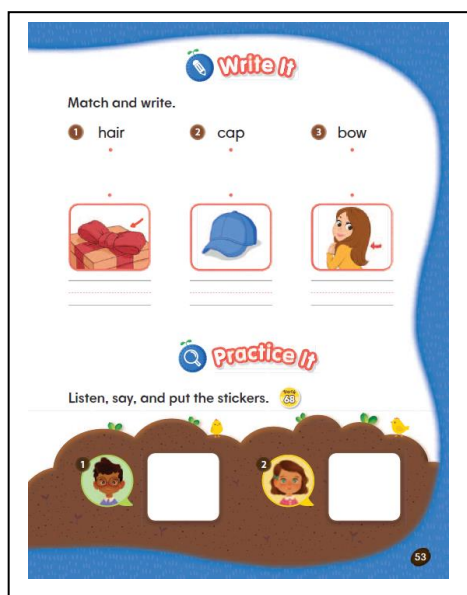 Write It
Match and write.
1 hair 2 cap 3 bow
Practice It
Listen, say, and put the stickers. Track 68
1 2
53